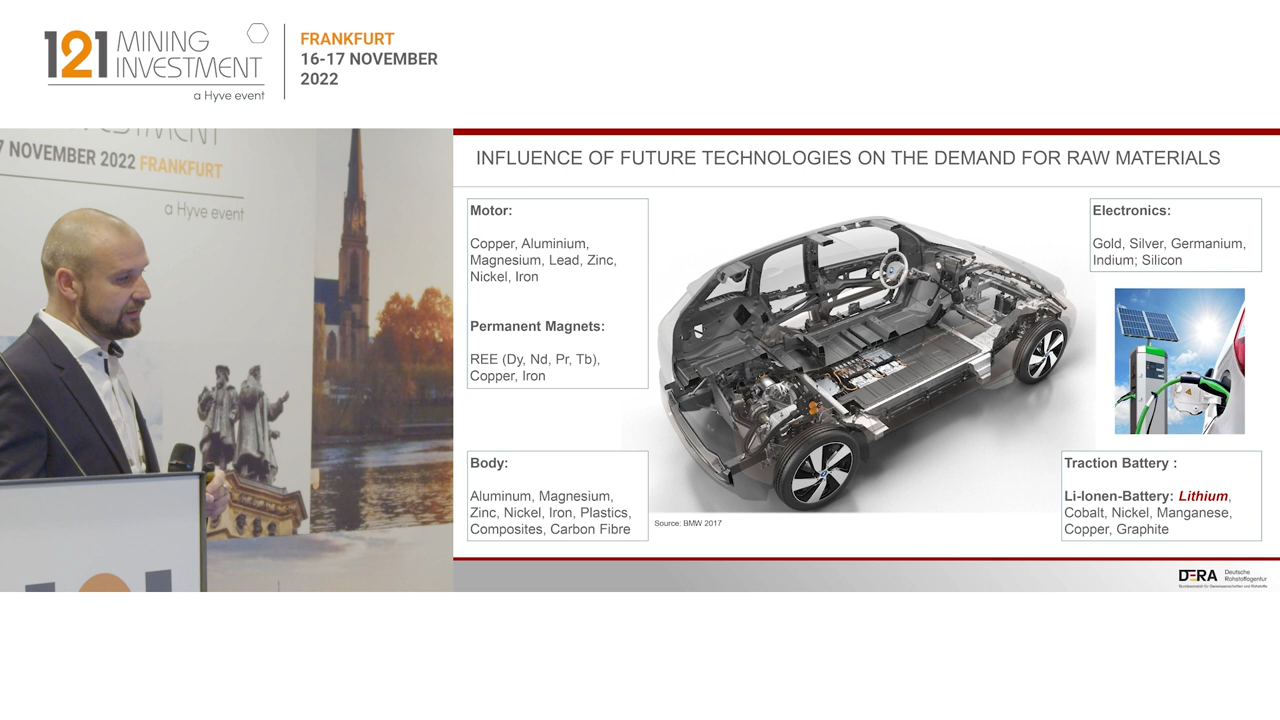 121 MINING
INVESTMENT
a Hyve event
FRANKFURT
16-17 NOVEMBER
2022
7 NOVEMBER 2022 FRANKFURT
a Hyve event
INFLUENCE OF FUTURE TECHNOLOGIES ON THE DEMAND FOR RAW MATERIALS
Motor:
Copper, Aluminium,
Magnesium, Lead, Zinc,
Nickel, Iron
Permanent Magnets:
REE (Dy, Nd, Pr, Tb),
Copper, Iron
Body:
Aluminum, Magnesium,
Zinc, Nickel, Iron, Plastics,
Composites, Carbon Fibre
Source: BMW 2017
Electronics:
Gold, Silver, Germanium,
Indium; Silicon
Traction Battery :
Li-Ionen-Battery: Lithium,
Cobalt, Nickel, Manganese,
Copper, Graphite
DERA Deutsche
Rohstoffagentur